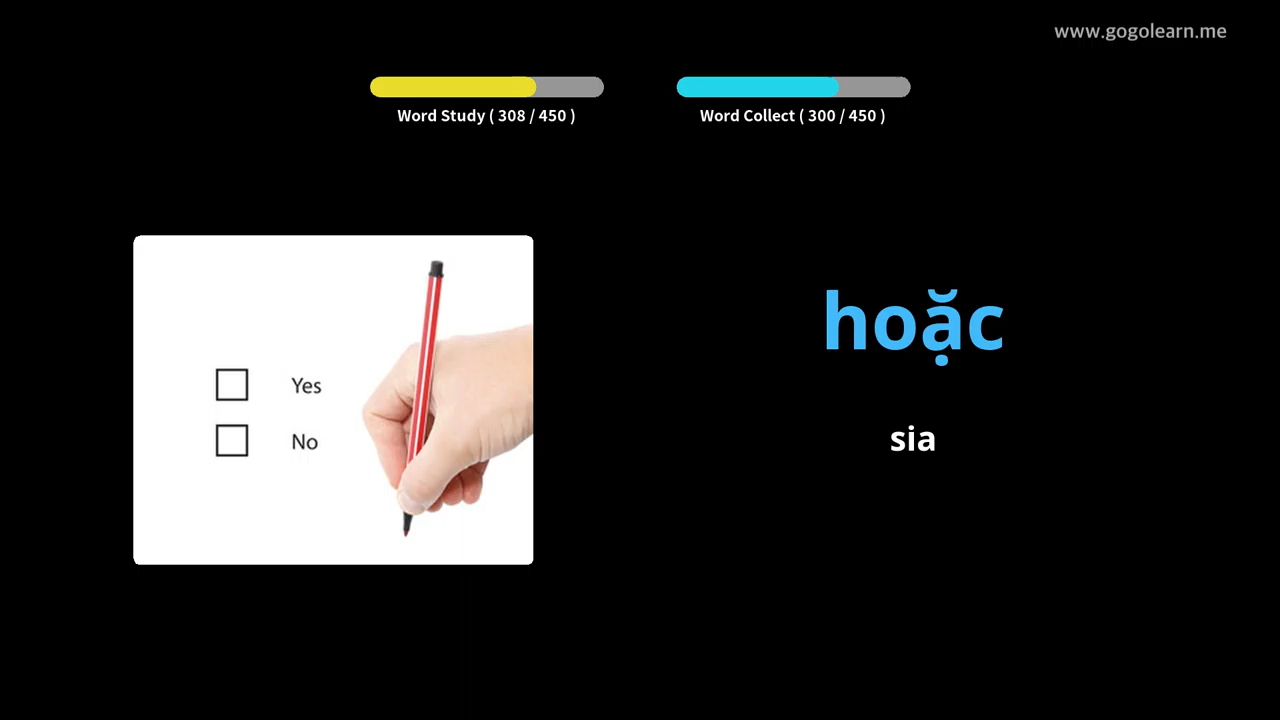 www.gogolearn.me
Word Study ( 308 / 450 )
Word Collect ( 300 / 450 )
Yes
No
hoặc
sia